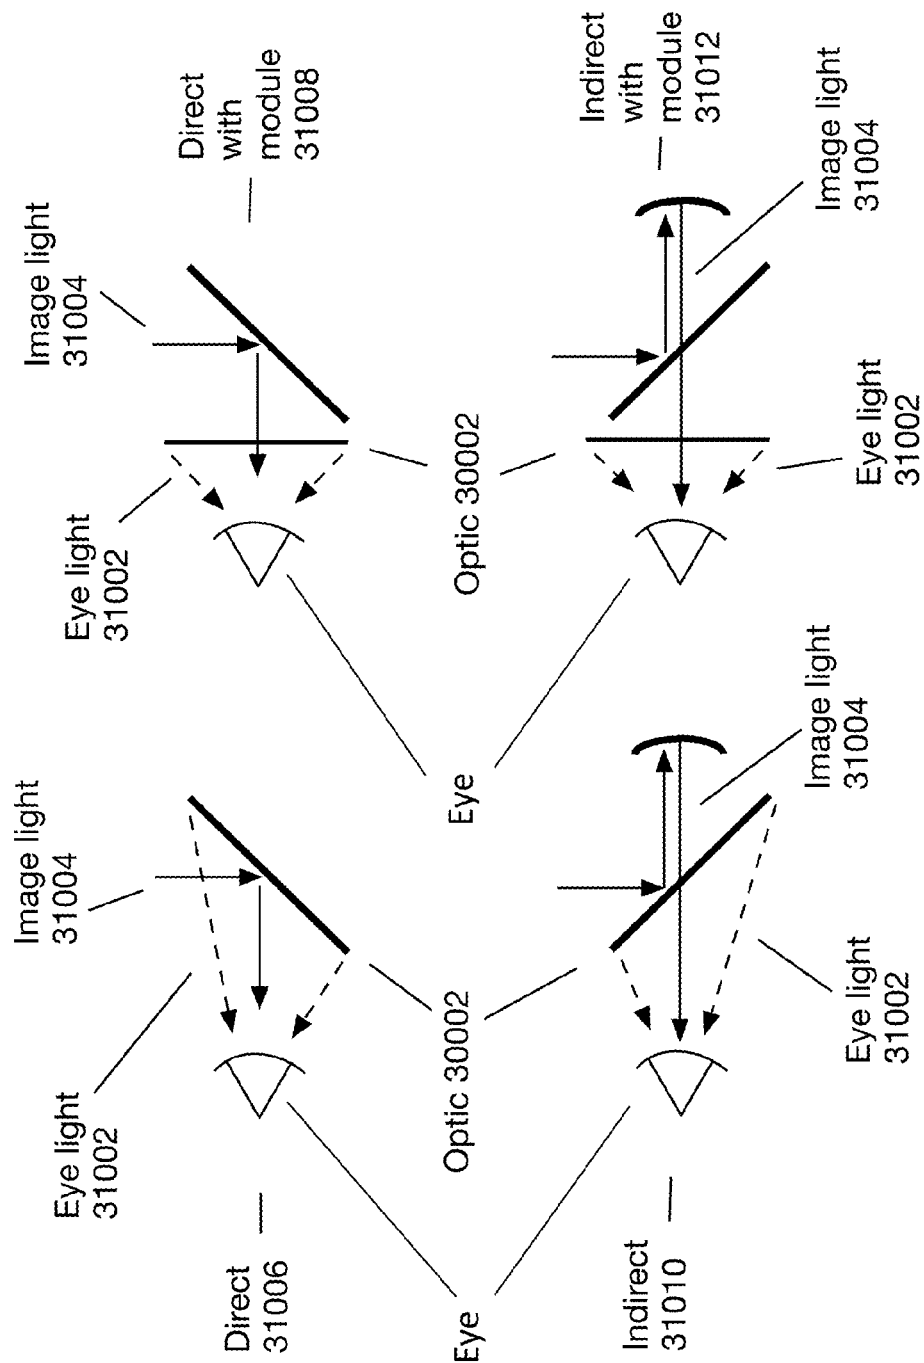 Image light
31004
Image light
31004
Eye light
31002
Eye light
31002
Direct
31006
Direct
with
module
31008
Eye
Optic 30002
Eye
Optic 30002
Indirect
31010
Indirect
with
module
31012
Image light
31004
Image light
31004
Eye light
31002
Eye light
31002